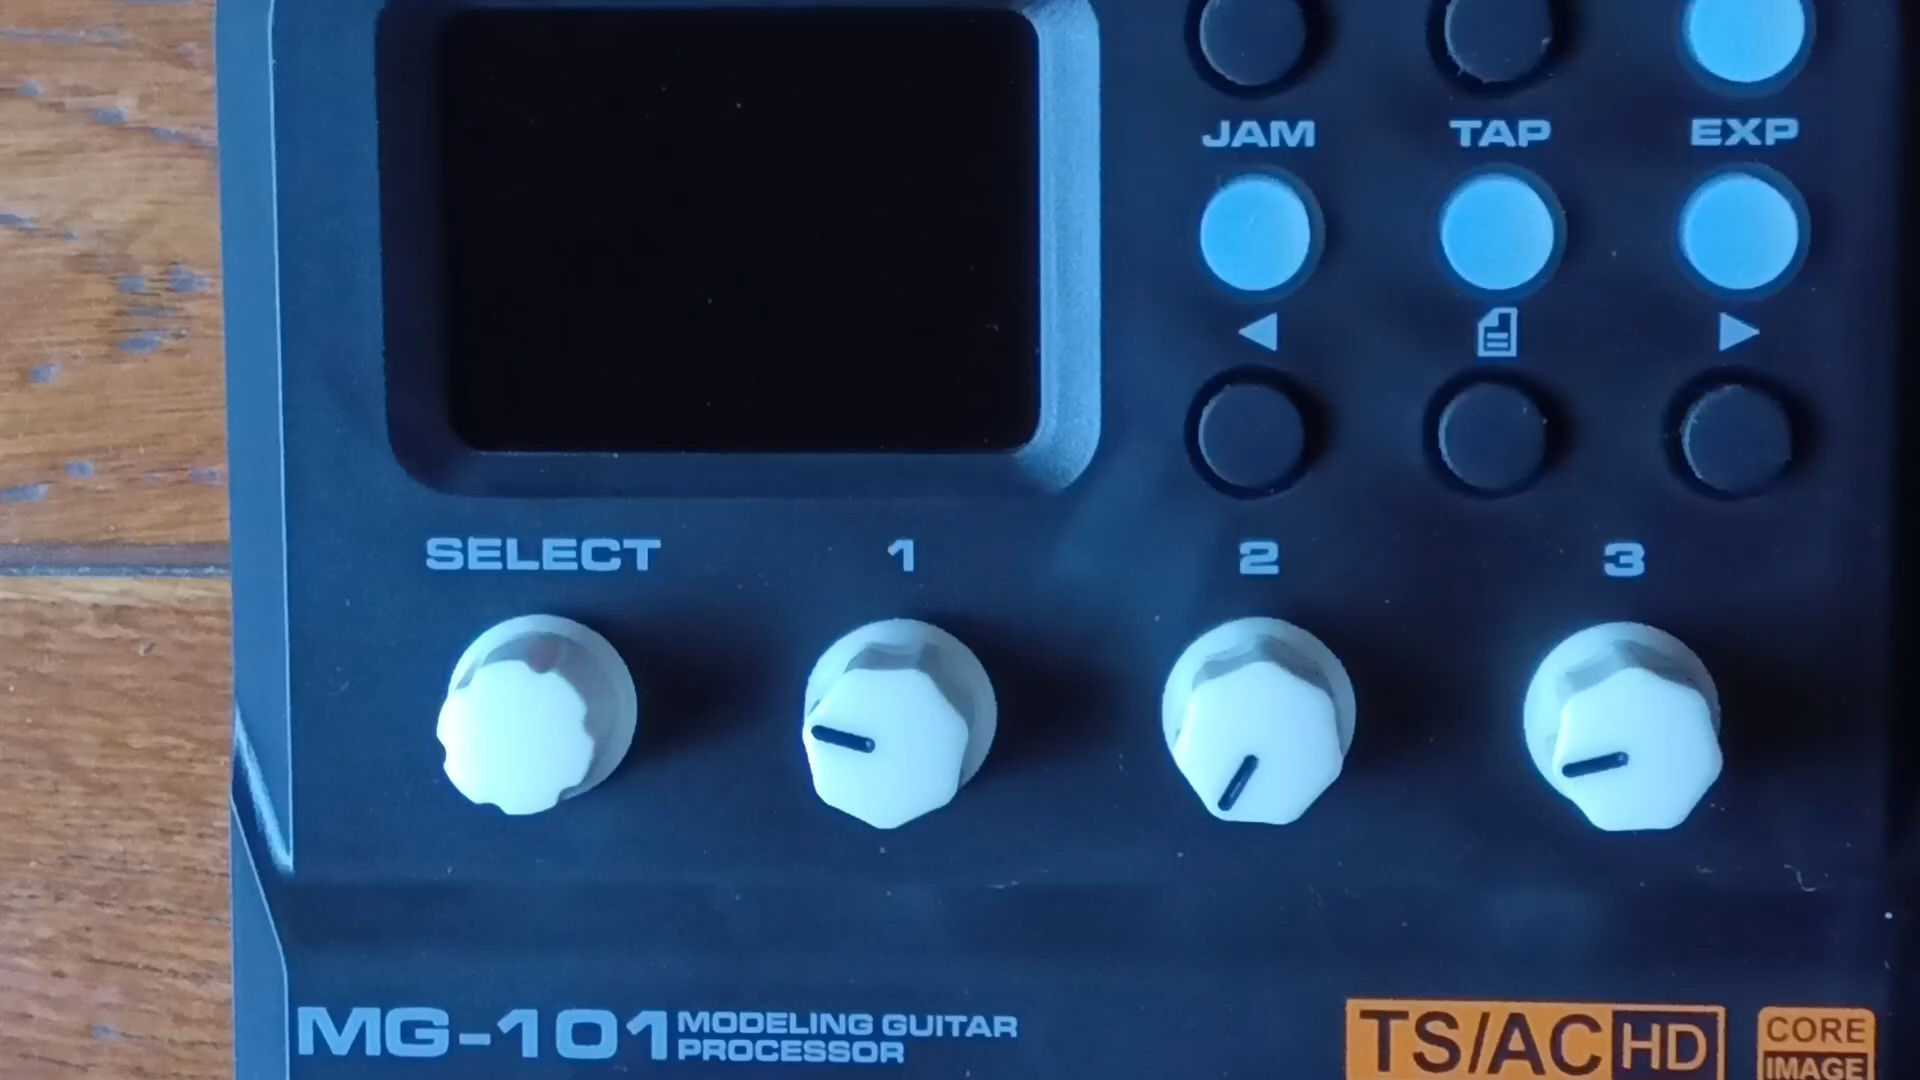 JAM TAP EXP
SELECT 1 2 3
MG-101 MODELING GUITAR
PROCESSOR
TS/AC HD
CORE
IMAGE